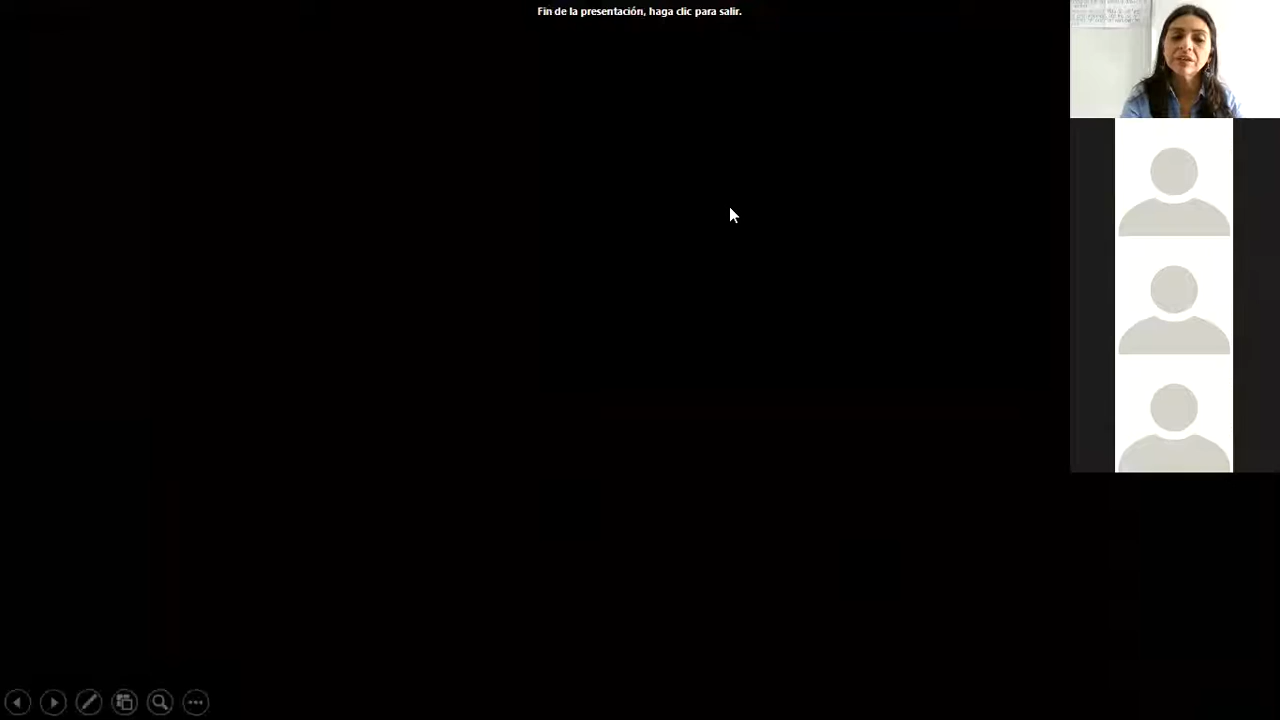 Fin de la presentación, haga clic para salir.